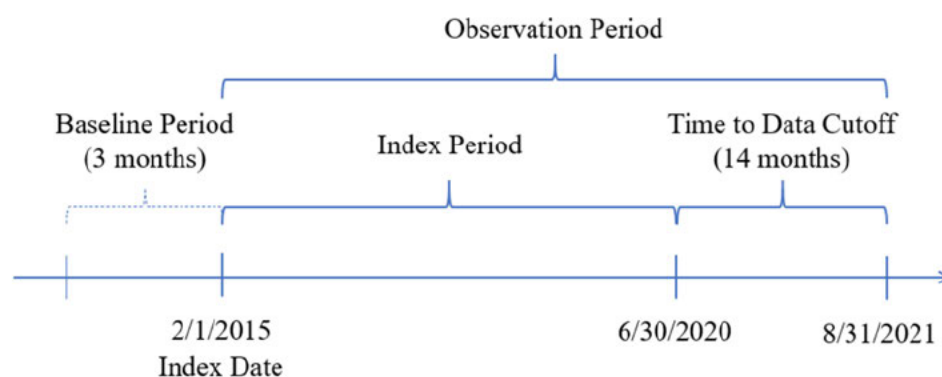 Observation Period
Baseline Period
(3 months)
Index Period
Time to Data Cutoff
(14 months)
2/1/2015
Index Date
6/30/2020
8/31/2021